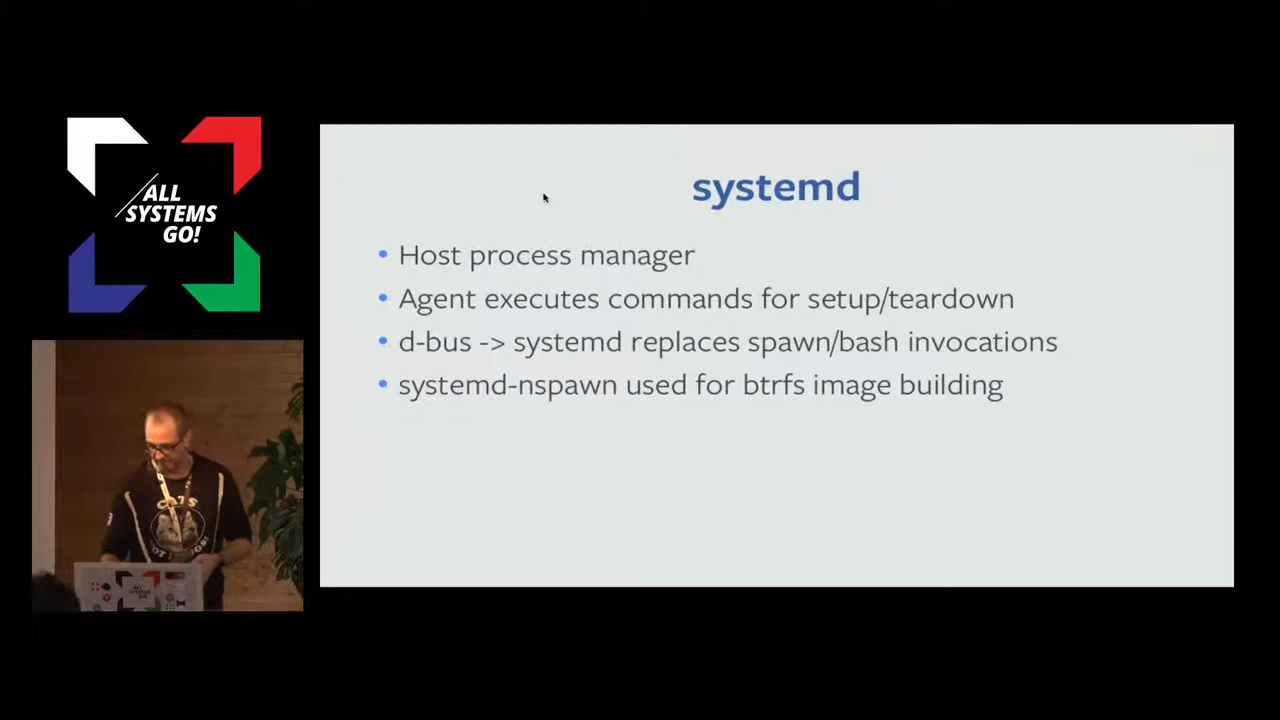 ALL
SYSTEMS
GO!
systemd
• Host process manager
• Agent executes commands for setup/teardown
• d-bus -> systemd replaces spawn/bash invocations
• systemd-nspawn used for btrfs image building